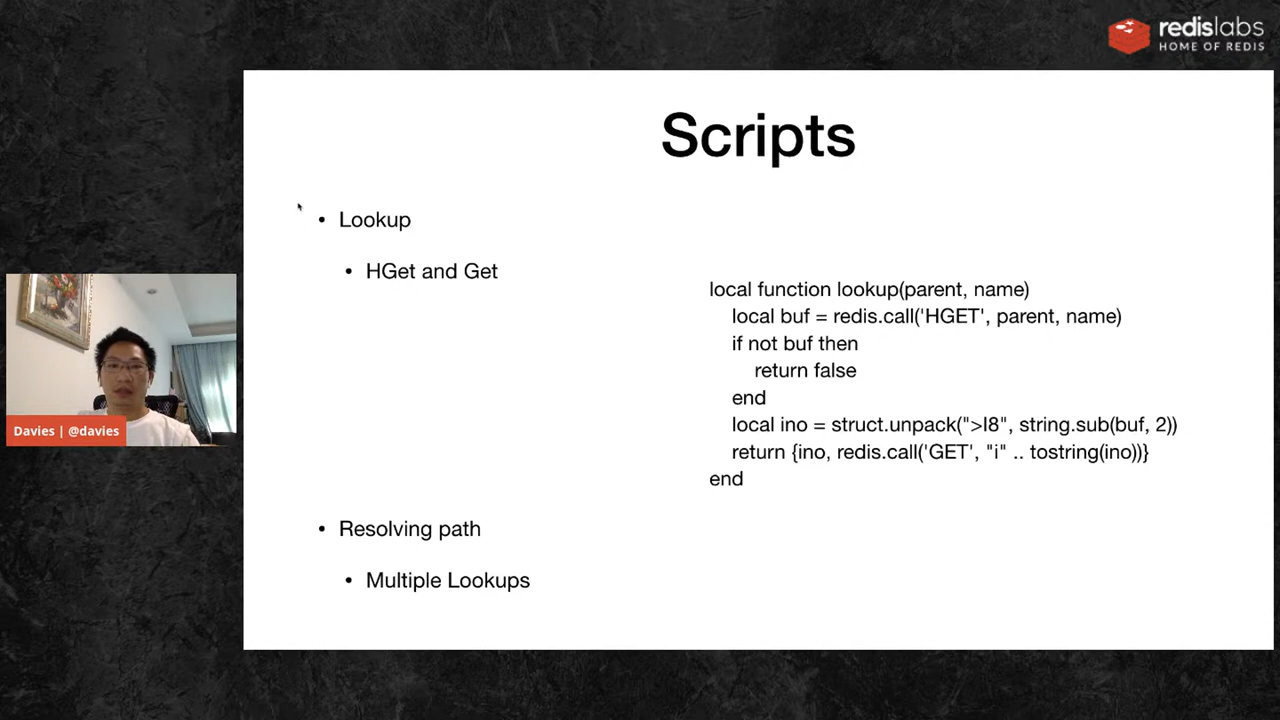 redislabs
HOME OF REDIS
Scripts
• Lookup
• HGet and Get
local function lookup(parent, name)
local buf = redis.call('HGET', parent, name)
if not buf then
return false
end
local ino = struct.unpack(">I8", string.sub(buf, 2))
return {ino, redis.call('GET', "i" .. tostring(ino))}
end
• Resolving path
• Multiple Lookups
Davies | @davies